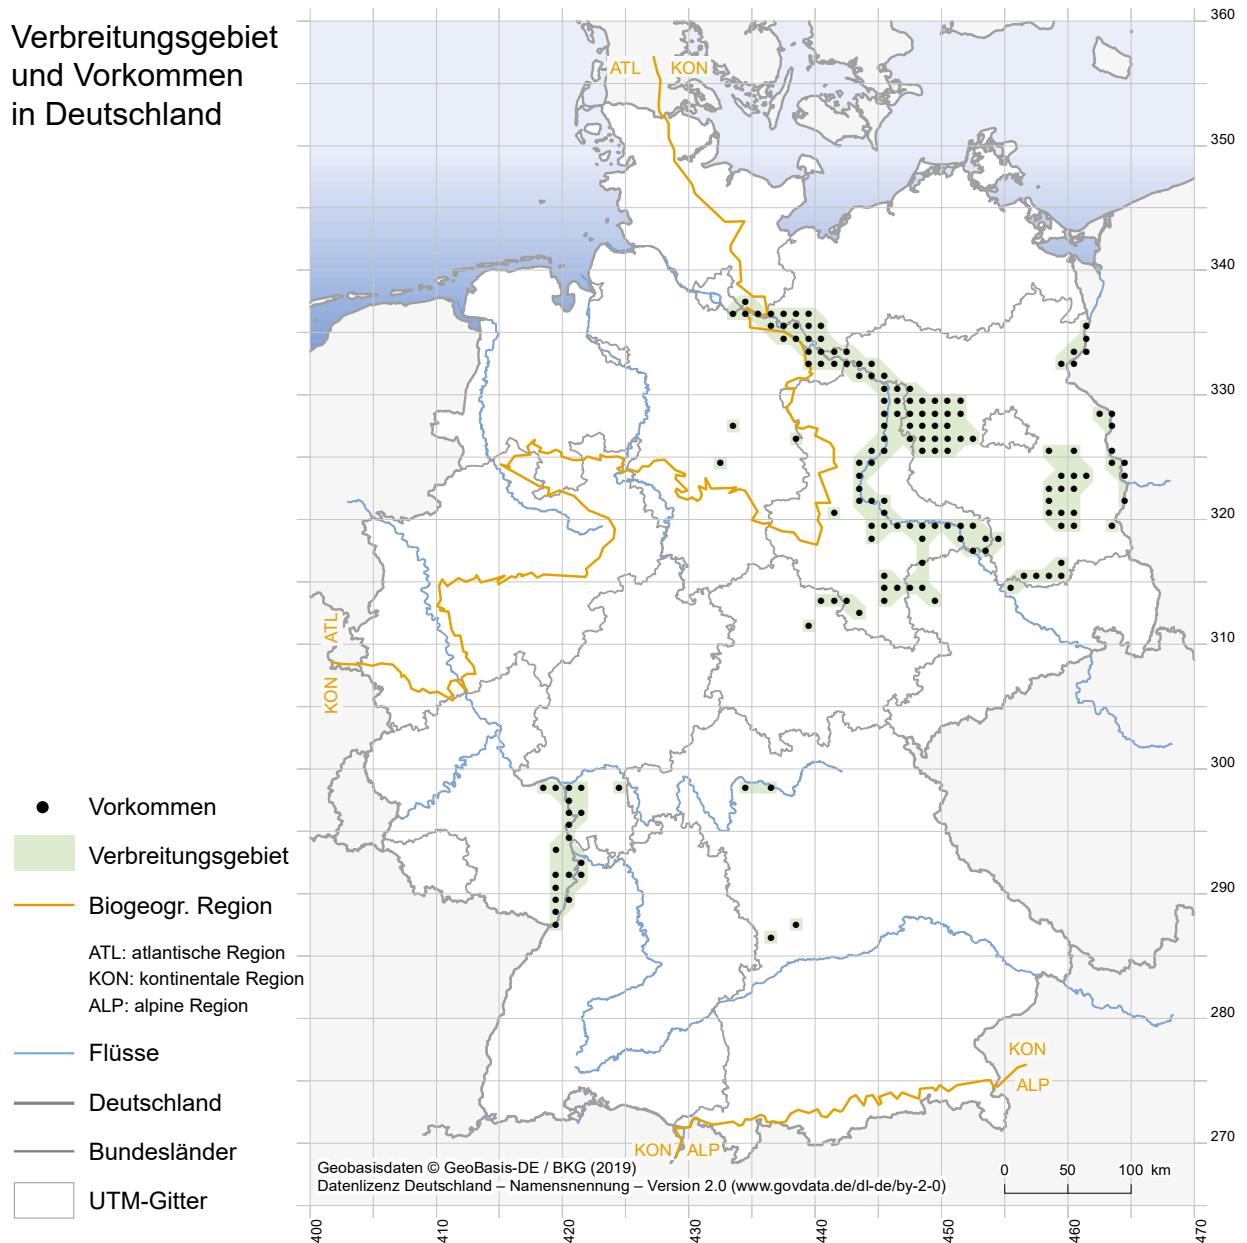 Verbreitungsgebiet
und Vorkommen
in Deutschland
ATL KON
ATL
KON
KON
ALP
KON ALP
Vorkommen
Verbreitungsgebiet
Biogeogr. Region
ATL: atlantische Region
KON: kontinentale Region
ALP: alpine Region
Flüsse
Deutschland
Bundesländer
UTM-Gitter
Geobasisdaten © GeoBasis-DE / BKG (2019)
Datenlizenz Deutschland – Namensnennung – Version 2.0 (www.govdata.de/dl-de/by-2-0)
0 50 100 km
360
350
340
330
320
310
300
290
280
270
400 410 420 430 440 450 460 470